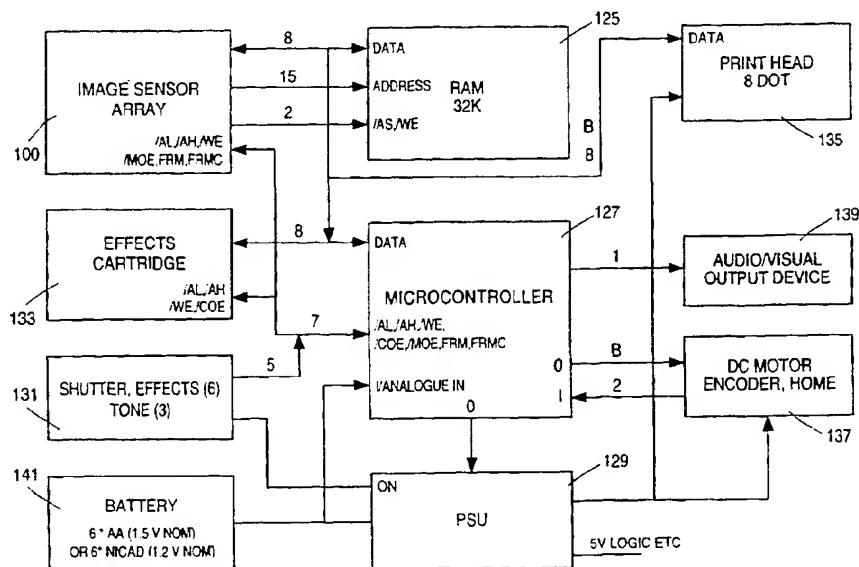 8
DATA
125
DATA
IMAGE SENSOR
ARRAY
15
ADDRESS
RAM
32K
PRINT HEAD
8 DOT
2
/AS,/WE
B
8
100
/AL,/AH,/WE
/MOE,FRM,FRMC
135
127
8
DATA
139
EFFECTS
CARTRIDGE
1
AUDIO/VISUAL
OUTPUT DEVICE
MICROCONTROLLER
/AL,/AH
/WE,/COE
133
7
/AL,/AH,/WE,
/COE,/MOE,FRM,FRMC
B
0
DC MOTOR
ENCODER, HOME
5
2
I
131
SHUTTER, EFFECTS (6)
TONE (3)
I/ANALOGUE IN
0
137
141
129
BATTERY
6* AA (1.5 V NOM)
OR 6* NICAD (1.2 V NOM)
ON
PSU
5V LOGIC ETC